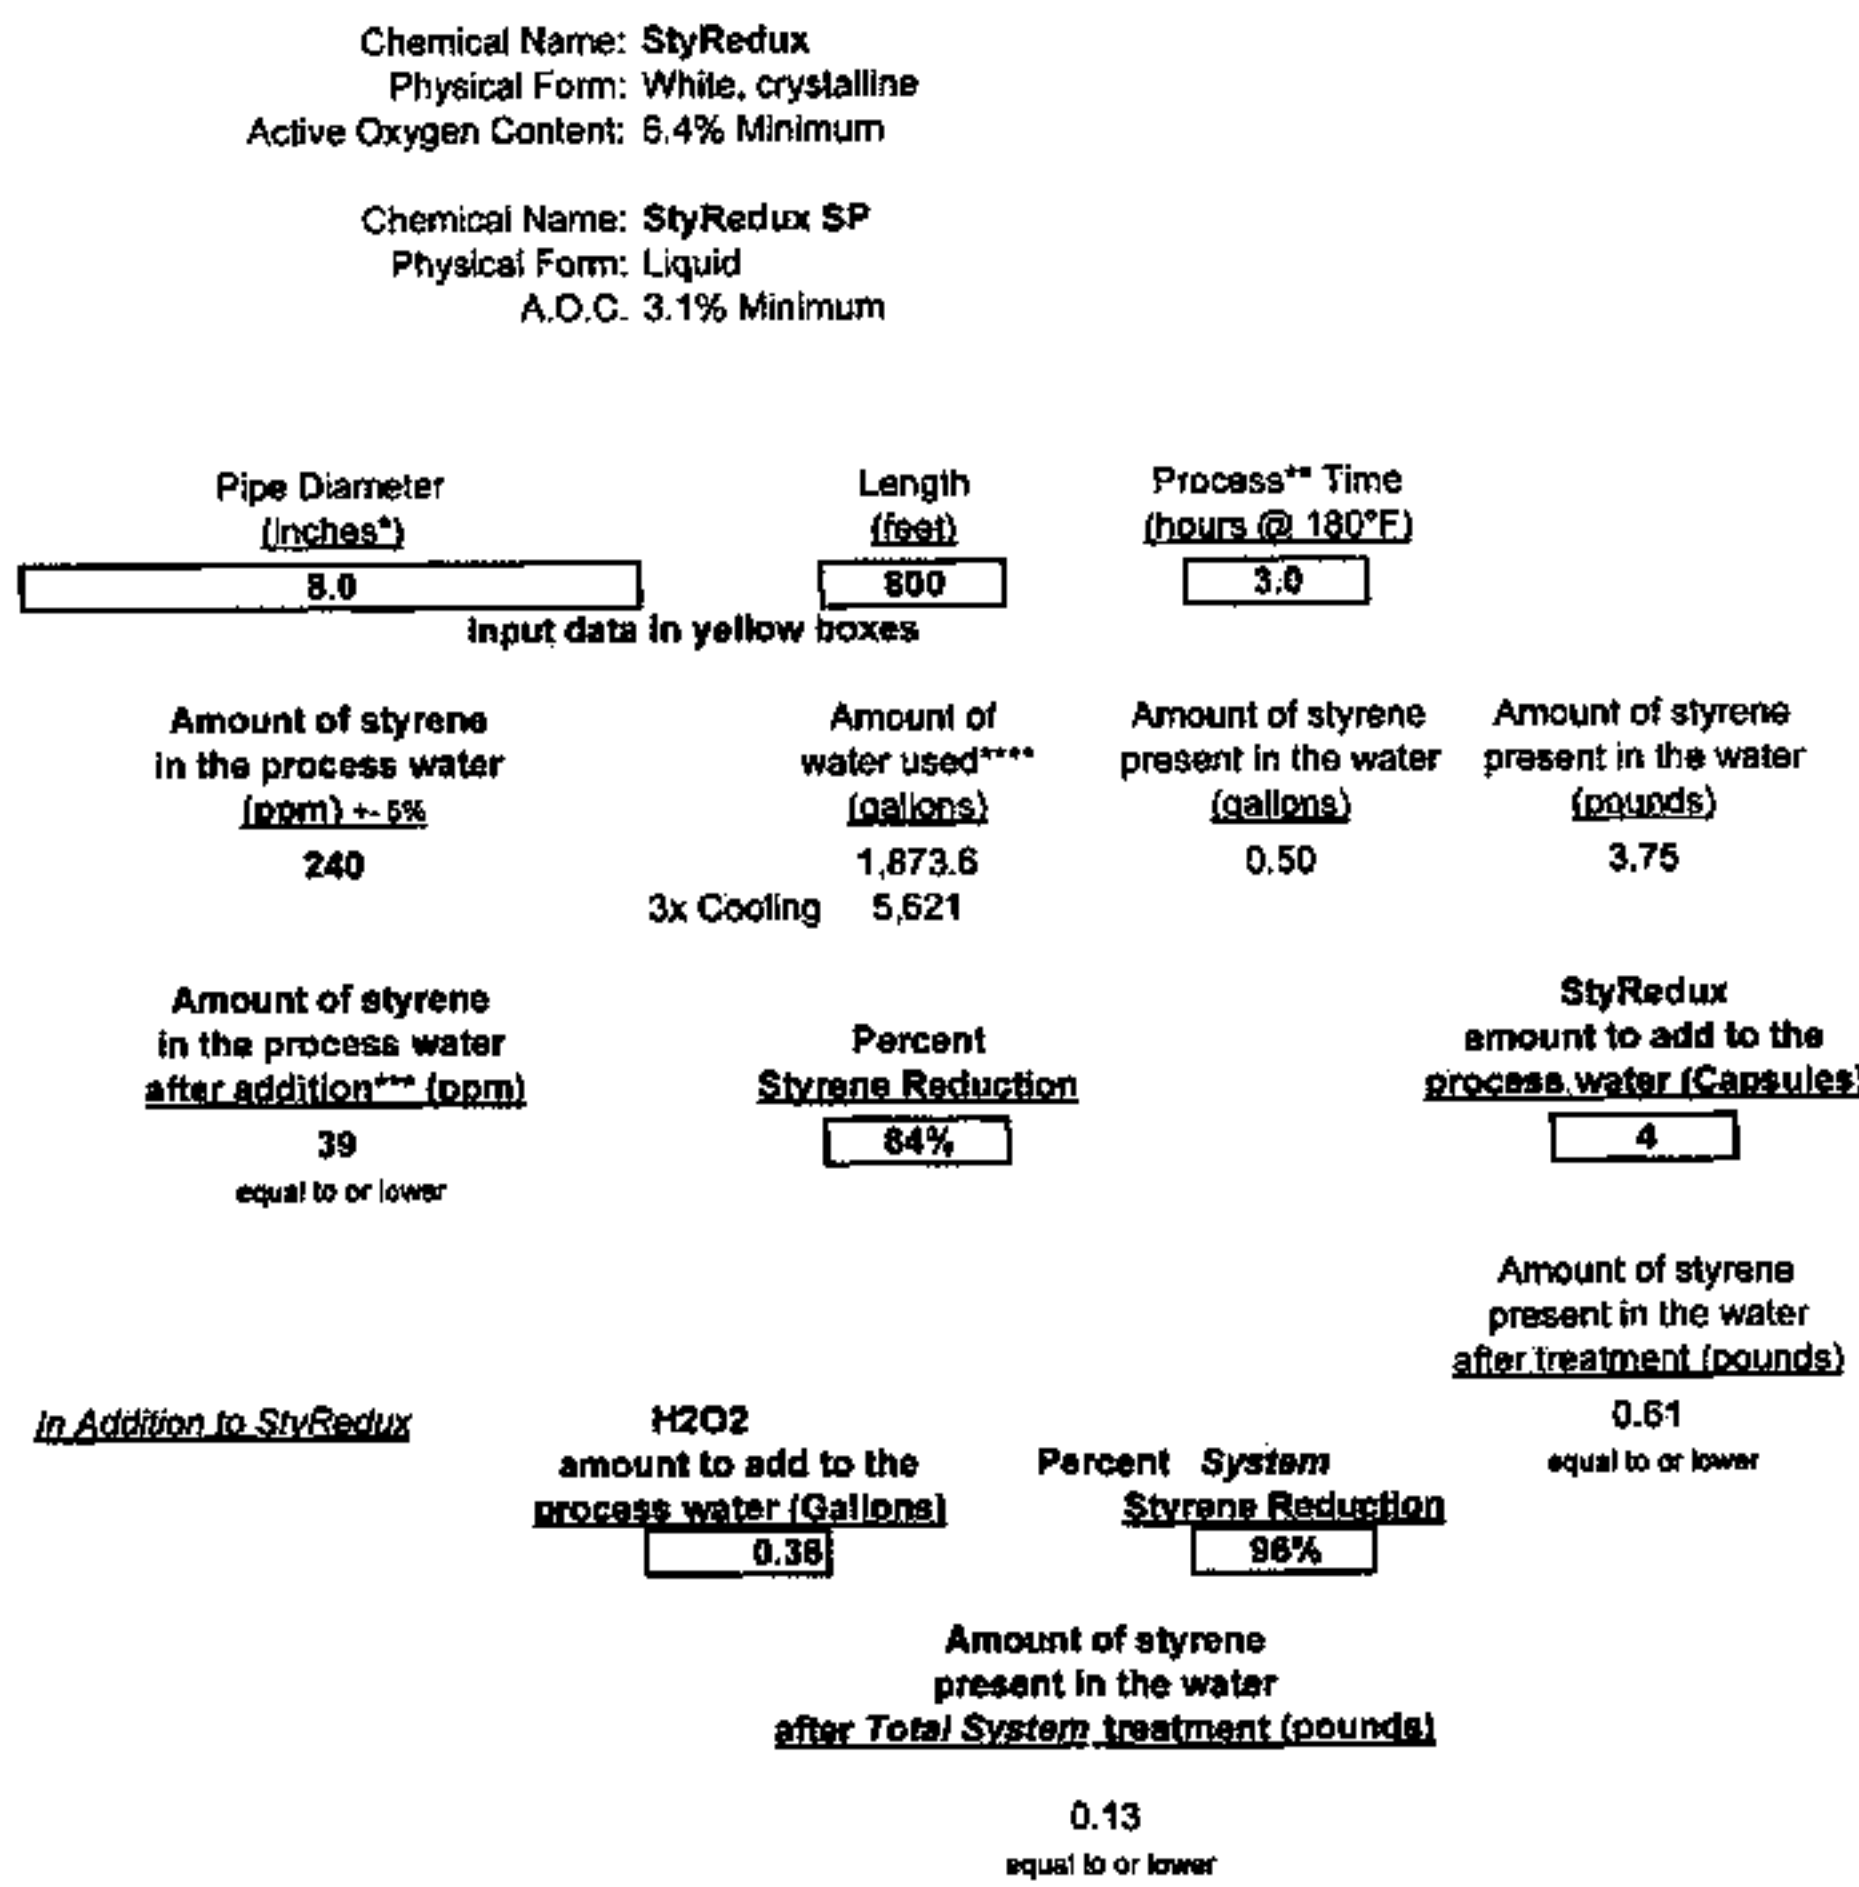 Chemical Name: StyRedux
Physical Form: White, crystalline
Active Oxygen Content: 6.4% Minimum
Chemical Name: StyRedux SP
Physical Form: Liquid
A.O.C. 3.1% Minimum
Pipe Diameter (inches*)
Length (feet)
Process** Time (hours @ 180°F)
8.0 800 3.0
Input data in yellow boxes
Amount of styrene in the process water (ppm) +- 5%
Amount of water used**** (gallons)
Amount of styrene present in the water (gallons)
Amount of styrene present in the water (pounds)
240 1,873.6 0.50 3.75
3x Cooling 5,621
Amount of styrene in the process water after addition*** (ppm)
Percent Styrene Reduction
StyRedux amount to add to the process water (Capsules)
39 84% 4
equal to or lower
Amount of styrene present in the water after treatment (pounds)
0.61
equal to or lower
In Addition to StyRedux
H2O2 amount to add to the process water (Gallons)
Percent System Styrene Reduction
0.38 96%
Amount of styrene
present in the water
after Total System treatment (pounds)
0.13
equal to or lower